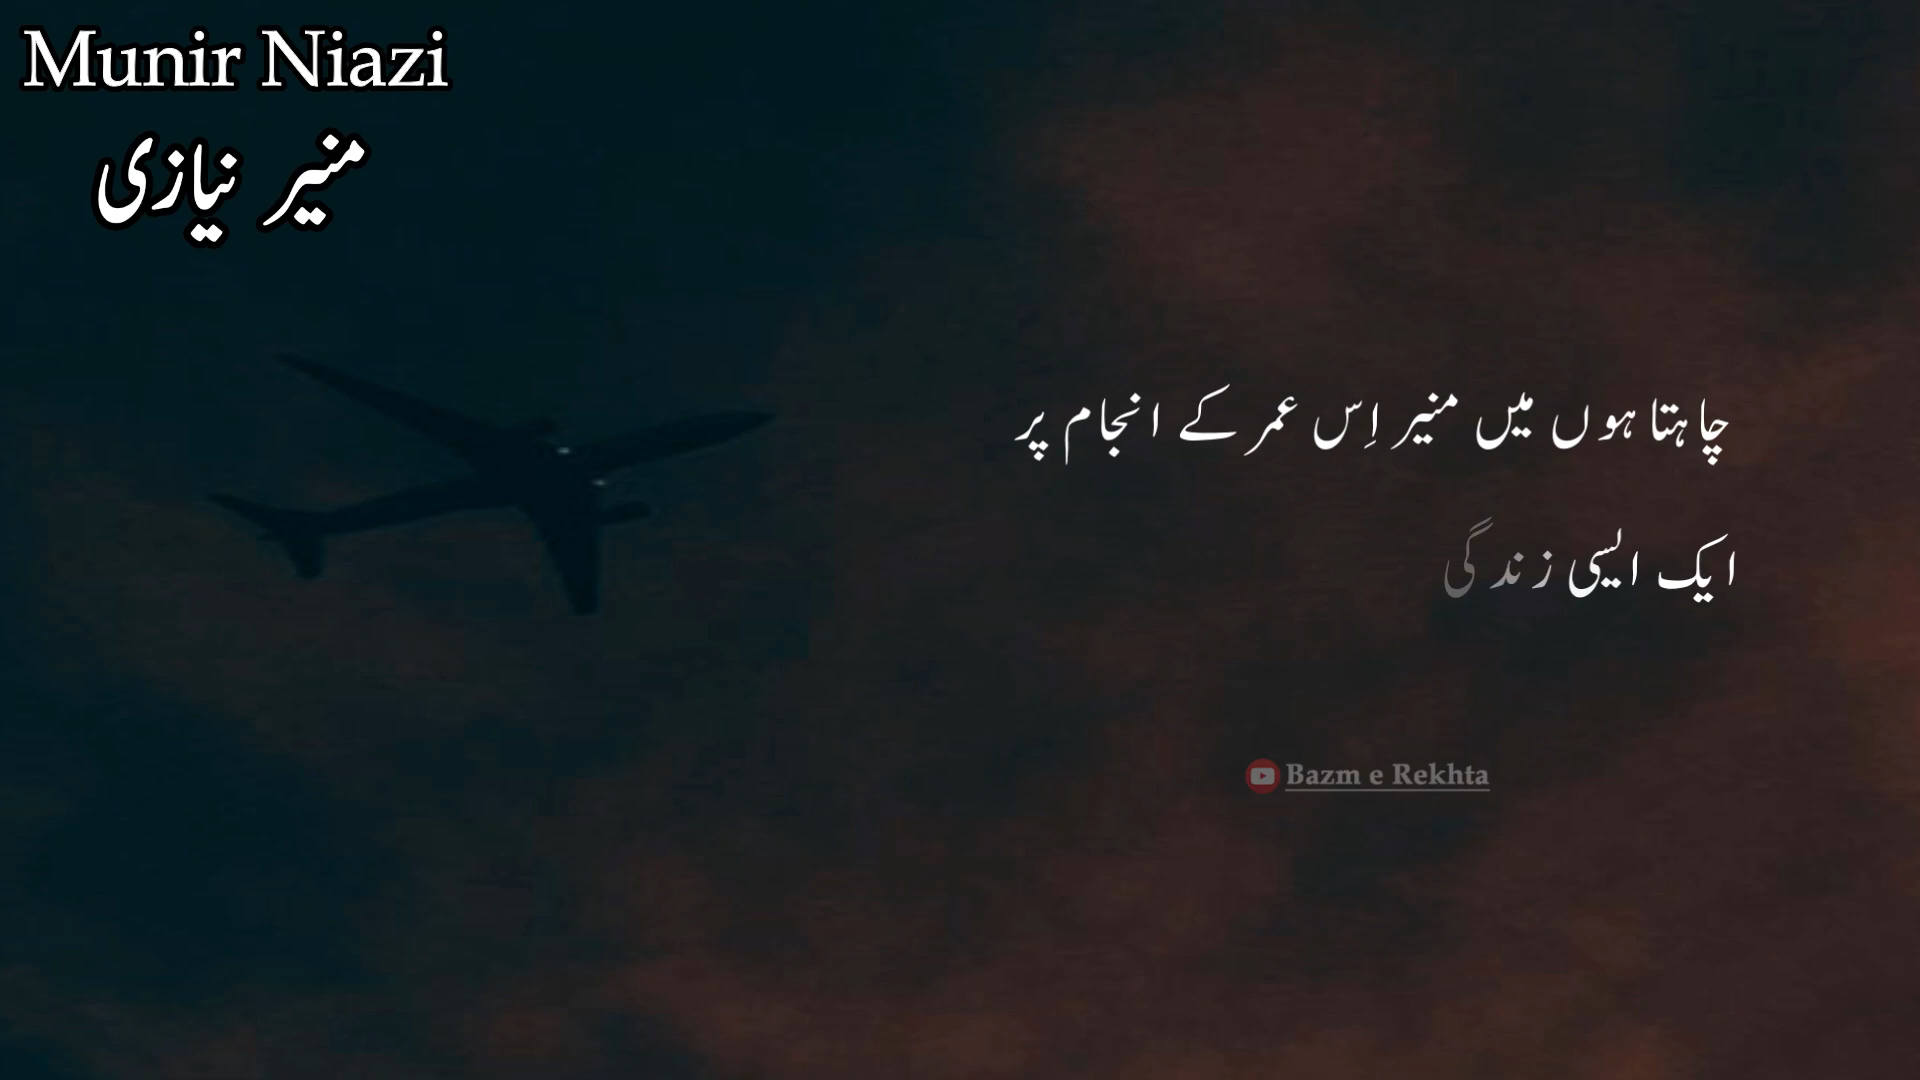 Munir Niazi
منیر نیازی
چاہتا ہوں میں منیر اِس عمر کے انجام پر
ایک ایسی زندگی
Bazm e Rekhta